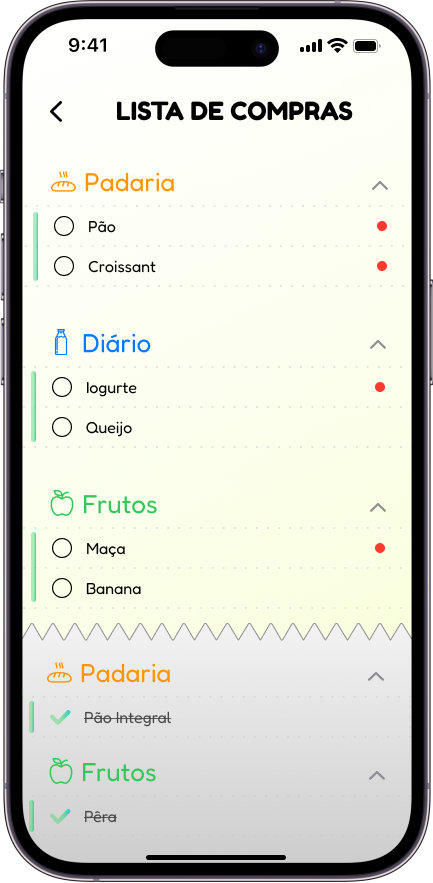 9:41
LISTA DE COMPRAS
Padaria
Pão
Croissant
Diário
Iogurte
Queijo
Frutos
Maça
Banana
Padaria
Pão Integral
Frutos
Pêra